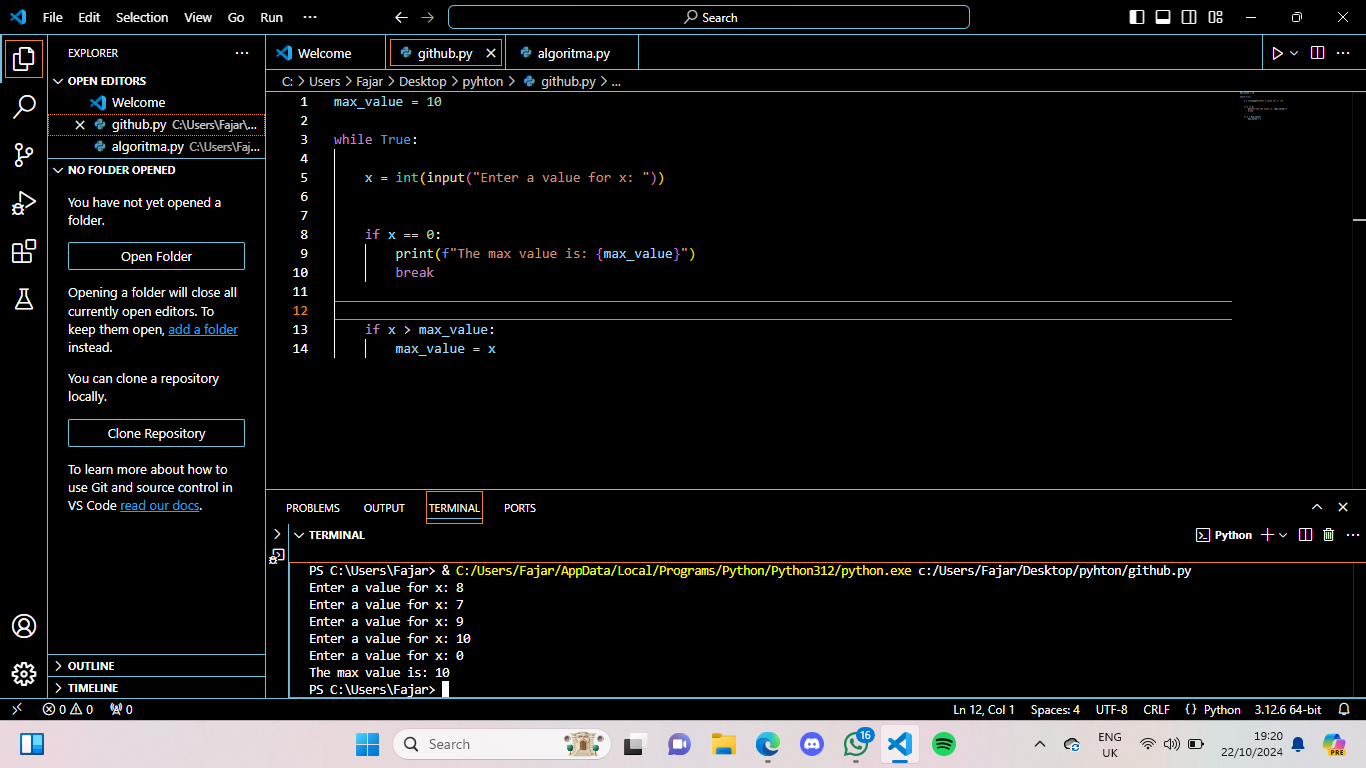 File Edit Selection View Go Run ···
Search
EXPLORER ···
OPEN EDITORS
Welcome
github.py C:\Users\Fajar\...
algoritma.py C:\Users\Faj...
NO FOLDER OPENED
You have not yet opened a
folder.
Open Folder
Opening a folder will close all
currently open editors. To
keep them open, add a folder
instead.
You can clone a repository
locally.
Clone Repository
To learn more about how to
use Git and source control in
VS Code read our docs.
OUTLINE
TIMELINE
Welcome github.py algoritma.py
C: > Users > Fajar > Desktop > pyhton > github.py > ...
1 max_value = 10
2
3 while True:
4
5 x = int(input("Enter a value for x: "))
6
7
8 if x == 0:
9 print(f"The max value is: {max_value}")
10 break
11
12
13 if x > max_value:
14 max_value = x
PROBLEMS OUTPUT TERMINAL PORTS
TERMINAL
Python
PS C:\Users\Fajar> & C:/Users/Fajar/AppData/Local/Programs/Python/Python312/python.exe c:/Users/Fajar/Desktop/pyhton/github.py
Enter a value for x: 8
Enter a value for x: 7
Enter a value for x: 9
Enter a value for x: 10
Enter a value for x: 0
The max value is: 10
PS C:\Users\Fajar>
0 0 0
Ln 12, Col 1 Spaces: 4 UTF-8 CRLF {} Python 3.12.6 64-bit
Search
16
ENG
UK
19:20
22/10/2024
PRE